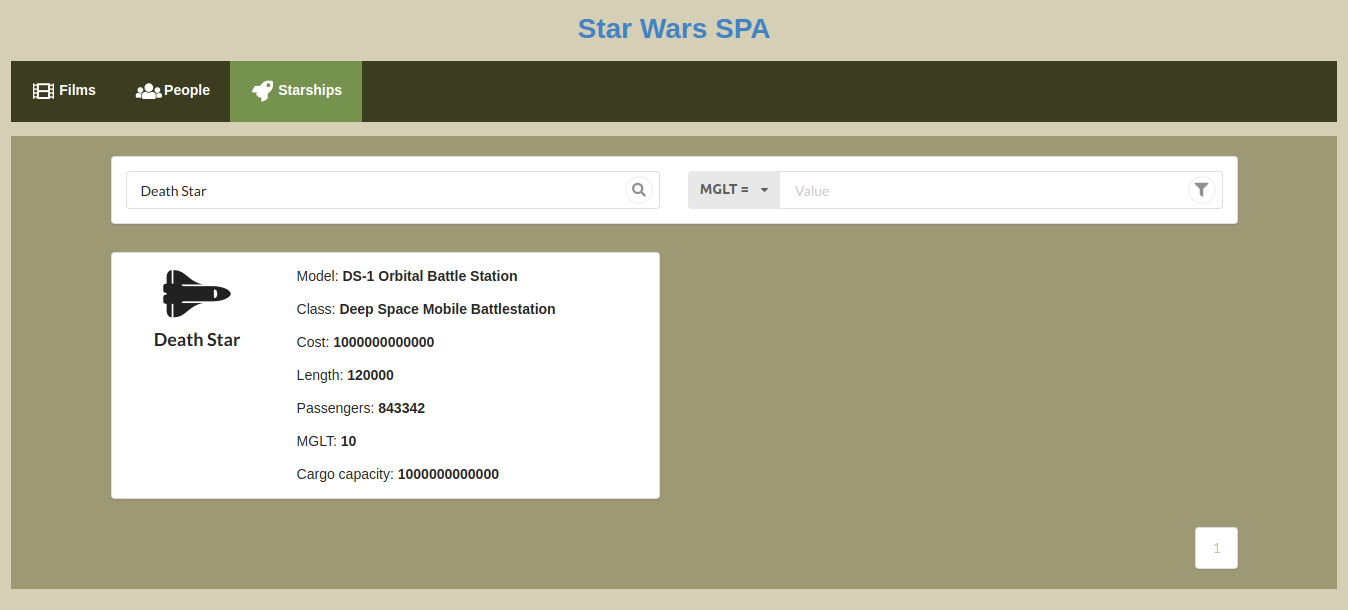 Star Wars SPA
Films People Starships
Death Star MGLT = Value
Death Star
Model: DS-1 Orbital Battle Station
Class: Deep Space Mobile Battlestation
Cost: 1000000000000
Length: 120000
Passengers: 843342
MGLT: 10
Cargo capacity: 1000000000000
1